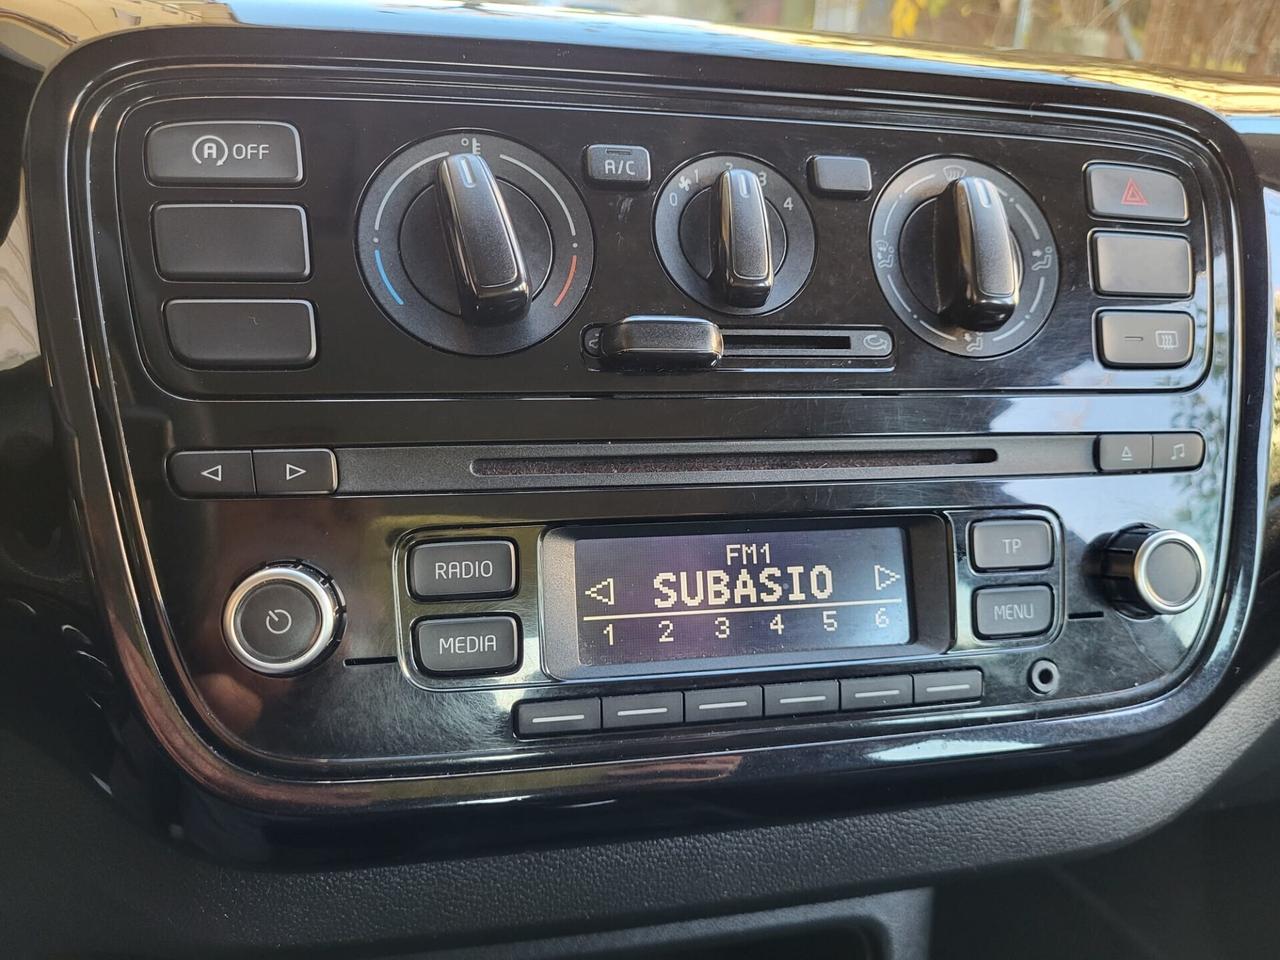 A OFF
A/C
0 1 2 3 4
FM1
SUBASIO
1 2 3 4 5 6
RADIO
MEDIA
TP
MENU